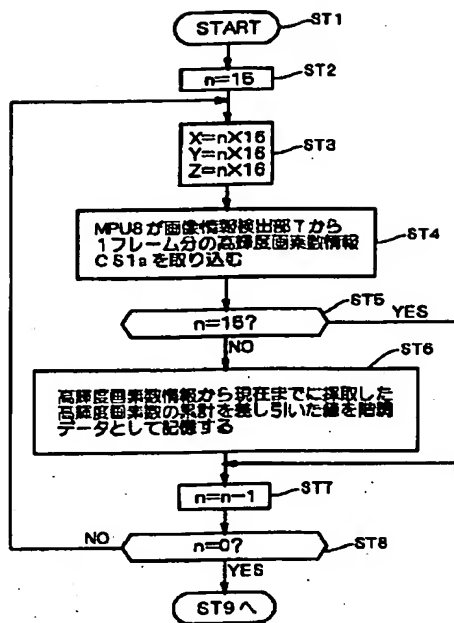 START
ST1
n=15
ST2
X=n×16
Y=n×16
Z=n×16
ST3
MPU8が画像情報検出部7から
1フレーム分の高輝度画素数情報
CS1aを取り込む
ST4
n=15?
ST5
YES
NO
ST6
高輝度画素数情報から現在までに採取した
高輝度画素数の累計を差し引いた値を階調
データとして記憶する
n=n-1
ST7
NO
n=0?
ST8
YES
ST9へ